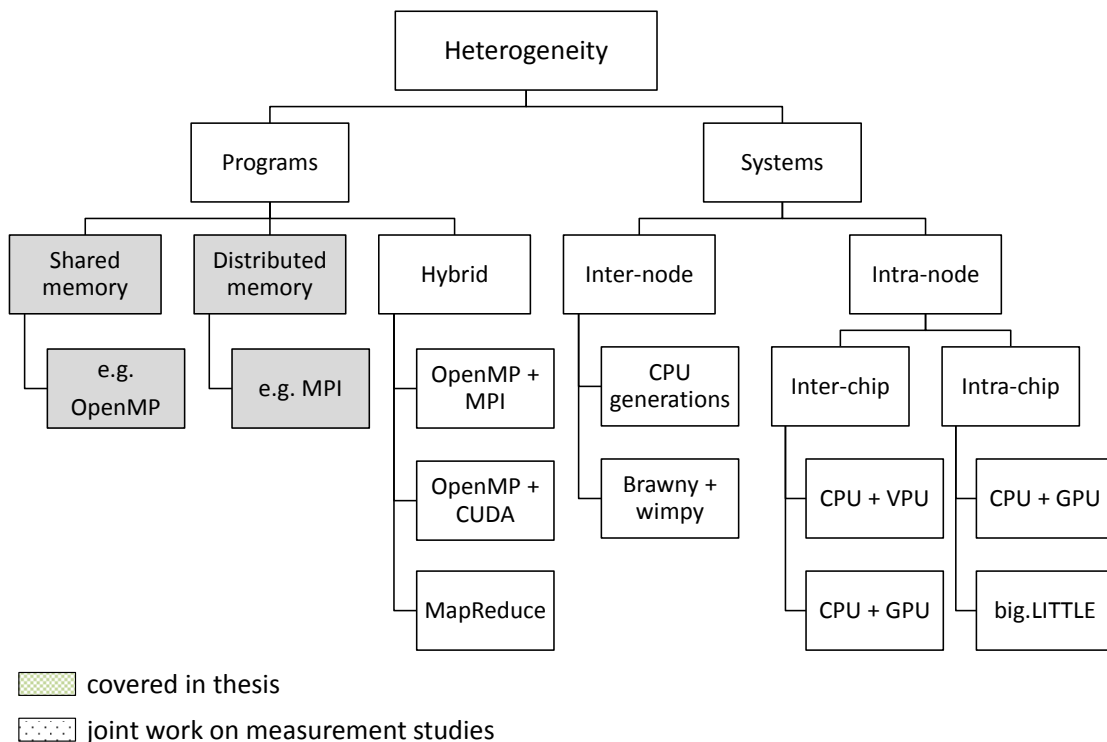 Heterogeneity
Programs
Systems
Shared
memory
Distributed
memory
Hybrid
Inter-node
Intra-node
e.g.
OpenMP
e.g. MPI
OpenMP +
MPI
CPU
generations
Inter-chip
Intra-chip
OpenMP +
CUDA
Brawny +
wimpy
CPU + VPU
CPU + GPU
MapReduce
CPU + GPU
big.LITTLE
covered in thesis
joint work on measurement studies